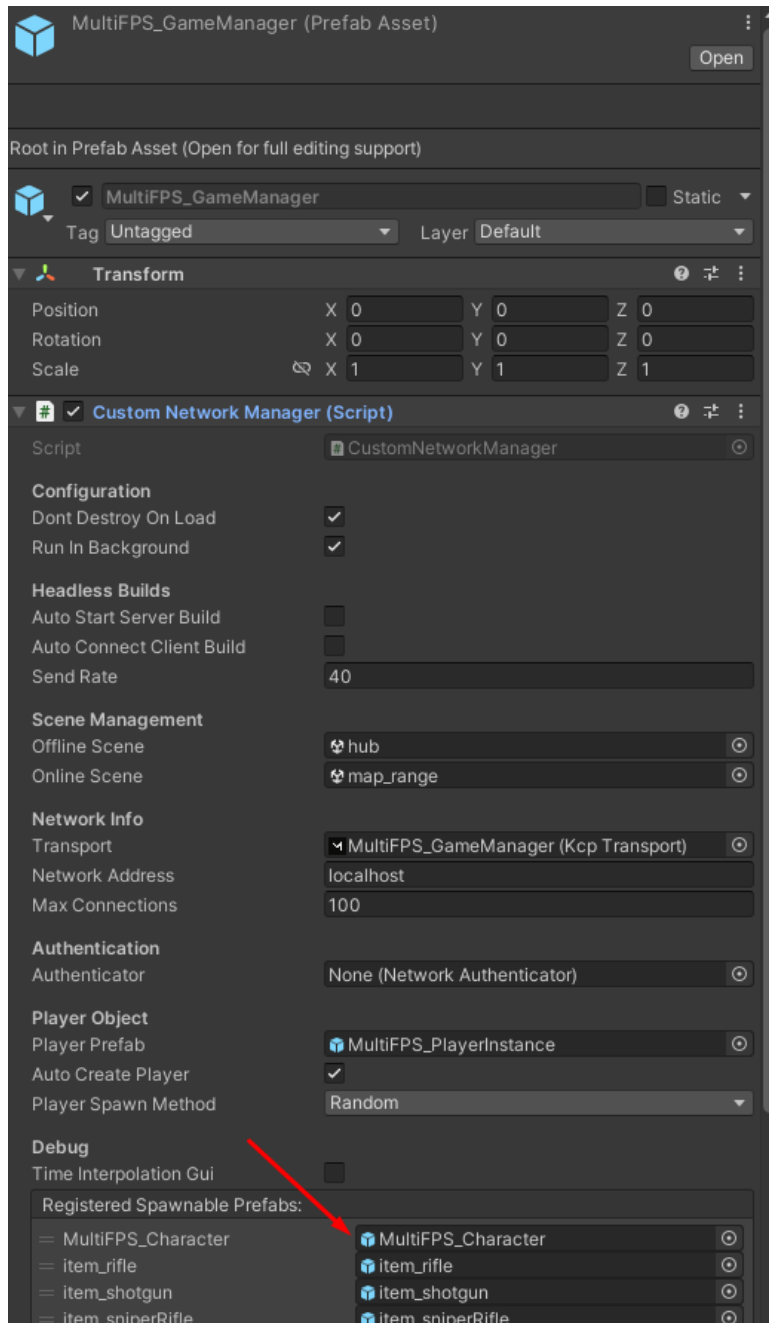 MultiFPS_GameManager (Prefab Asset)
Open
Root in Prefab Asset (Open for full editing support)
MultiFPS_GameManager Static
Tag Untagged Layer Default
Transform
Position X 0 Y 0 Z 0
Rotation X 0 Y 0 Z 0
Scale X 1 Y 1 Z 1
# Custom Network Manager (Script)
Script # CustomNetworkManager
Configuration
Dont Destroy On Load
Run In Background
Headless Builds
Auto Start Server Build
Auto Connect Client Build
Send Rate 40
Scene Management
Offline Scene hub
Online Scene map_range
Network Info
Transport MultiFPS_GameManager (Kcp Transport)
Network Address localhost
Max Connections 100
Authentication
Authenticator None (Network Authenticator)
Player Object
Player Prefab MultiFPS_PlayerInstance
Auto Create Player
Player Spawn Method Random
Debug
Time Interpolation Gui
Registered Spawnable Prefabs:
MultiFPS_Character MultiFPS_Character
item_rifle item_rifle
item_shotgun item_shotgun
item_sniperRifle item_sniperRifle